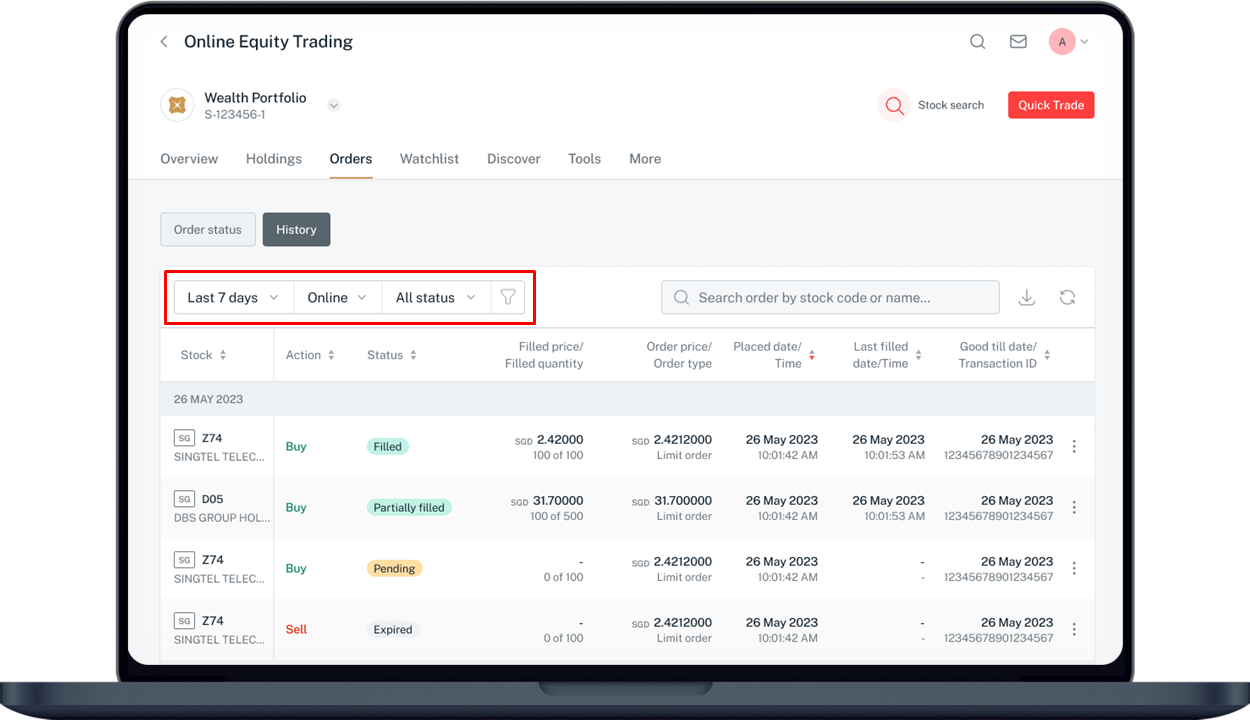 Online Equity Trading
A
Wealth Portfolio
S-123456-1
Stock search
Quick Trade
Overview Holdings Orders Watchlist Discover Tools More
Order status History
Last 7 days Online All status
Search order by stock code or name...
Stock Action Status Filled price/ Order price/ Placed date/ Last filled Good till date/
Filled quantity Order type Time date/Time Transaction ID
26 MAY 2023
SG Z74 Buy Filled SGD 2.42000 SGD 2.4212000 26 May 2023 26 May 2023 26 May 2023
SINGTEL TELEC... 100 of 100 Limit order 10:01:42 AM 10:01:53 AM 12345678901234567
SG D05 Buy Partially filled SGD 31.70000 SGD 31.700000 26 May 2023 26 May 2023 26 May 2023
DBS GROUP HOL... 100 of 500 Limit order 10:01:42 AM 10:01:53 AM 12345678901234567
SG Z74 Buy Pending - SGD 2.4212000 26 May 2023 - 26 May 2023
SINGTEL TELEC... 0 of 100 Limit order 10:01:42 AM - 12345678901234567
SG Z74 Sell Expired - SGD 2.4212000 26 May 2023 - 26 May 2023
SINGTEL TELEC... 0 of 100 Limit order 10:01:42 AM - 12345678901234567